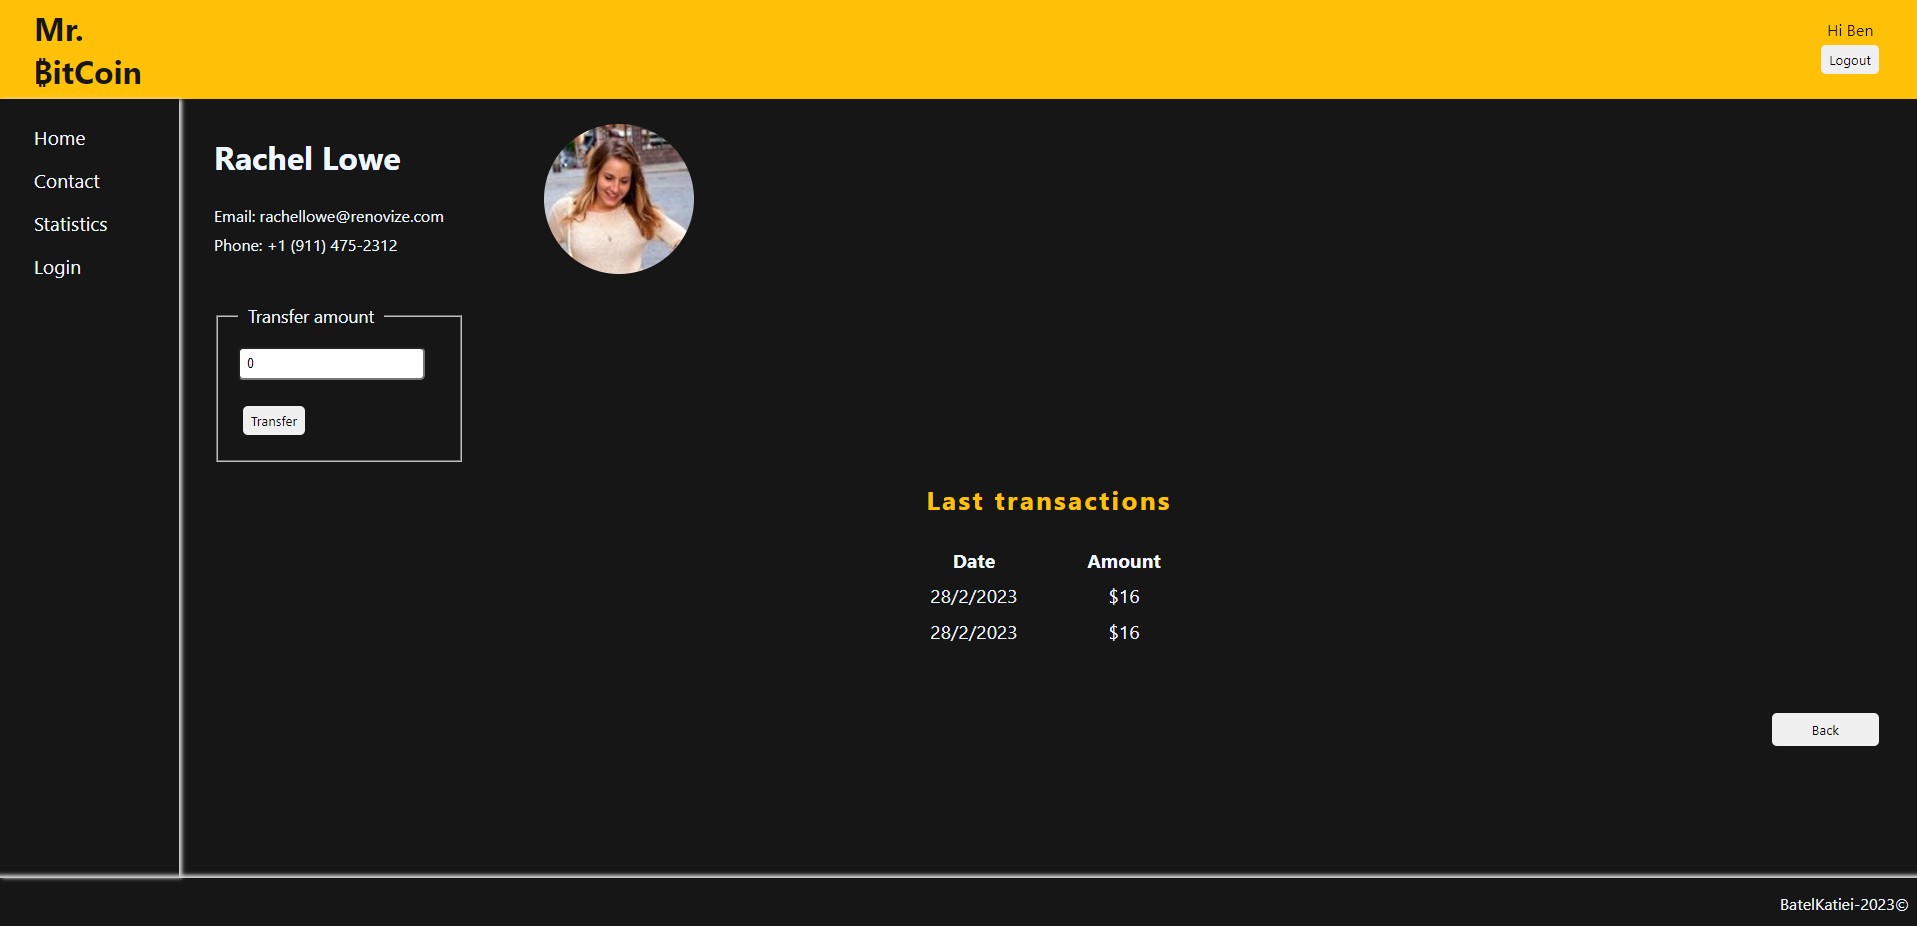 Mr.
₿itCoin
Hi Ben
Logout
Home
Contact
Statistics
Login
Rachel Lowe
Email: rachellowe@renovize.com
Phone: +1 (911) 475-2312
Transfer amount
0
Transfer
Last transactions
Date Amount
28/2/2023 $16
28/2/2023 $16
Back
BatelKatiei-2023©